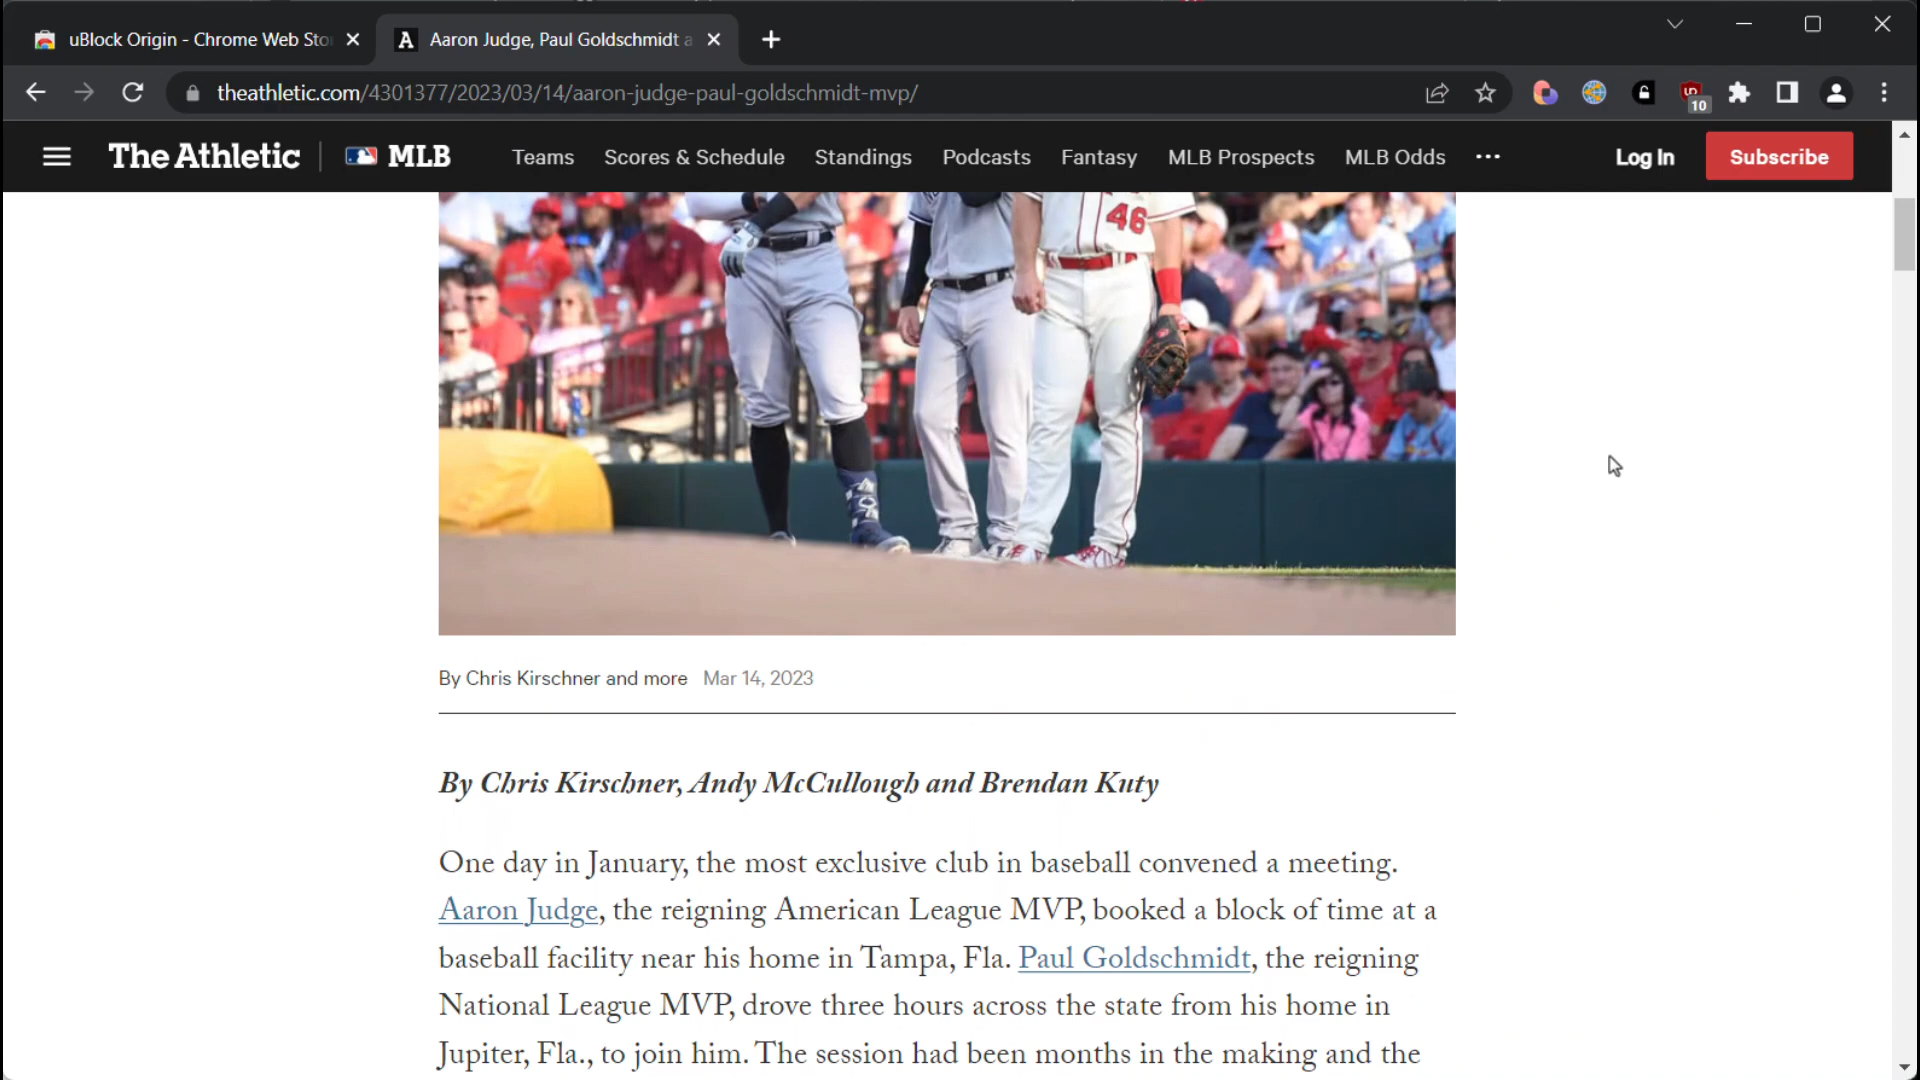 uBlock Origin - Chrome Web Sto
Aaron Judge, Paul Goldschmidt a
theathletic.com/4301377/2023/03/14/aaron-judge-paul-goldschmidt-mvp/
10
The Athletic
MLB
Teams
Scores & Schedule
Standings
Podcasts
Fantasy
MLB Prospects
MLB Odds
Log In
Subscribe
46
By Chris Kirschner and more Mar 14, 2023
By Chris Kirschner, Andy McCullough and Brendan Kuty
One day in January, the most exclusive club in baseball convened a meeting.
Aaron Judge, the reigning American League MVP, booked a block of time at a
baseball facility near his home in Tampa, Fla. Paul Goldschmidt, the reigning
National League MVP, drove three hours across the state from his home in
Jupiter, Fla., to join him. The session had been months in the making and the